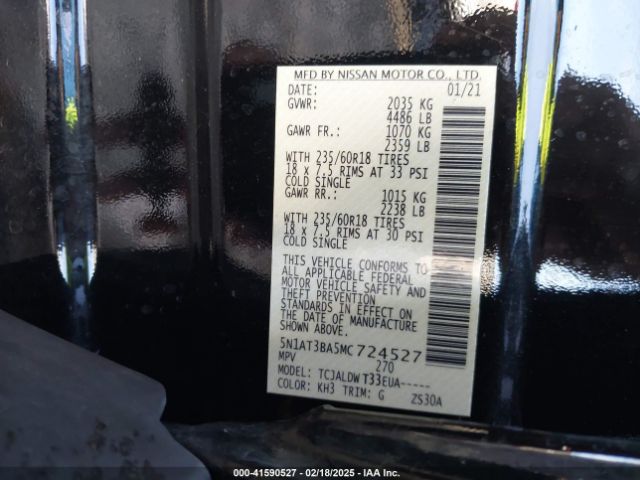 MFD BY NISSAN MOTOR CO., LTD.
DATE: 01/21
GVWR: 2035 KG
4486 LB
GAWR FR.: 1070 KG
2359 LB
WITH 235/60R18 TIRES
18 x 7.5 RIMS AT 33 PSI
COLD SINGLE
GAWR RR.: 1015 KG
2238 LB
WITH 235/60R18 TIRES
18 x 7.5 RIMS AT 30 PSI
COLD SINGLE
THIS VEHICLE CONFORMS TO
ALL APPLICABLE FEDERAL
MOTOR VEHICLE SAFETY AND
THEFT PREVENTION
STANDARDS IN EFFECT ON
THE DATE OF MANUFACTURE
SHOWN ABOVE.
5N1AT3BA5MC 724527
MPV 270
MODEL: TCJALDW T33EUA-----
COLOR: KH3 TRIM: G ZS30A
00-41590527 - 02/18/2025 - IAA Inc.